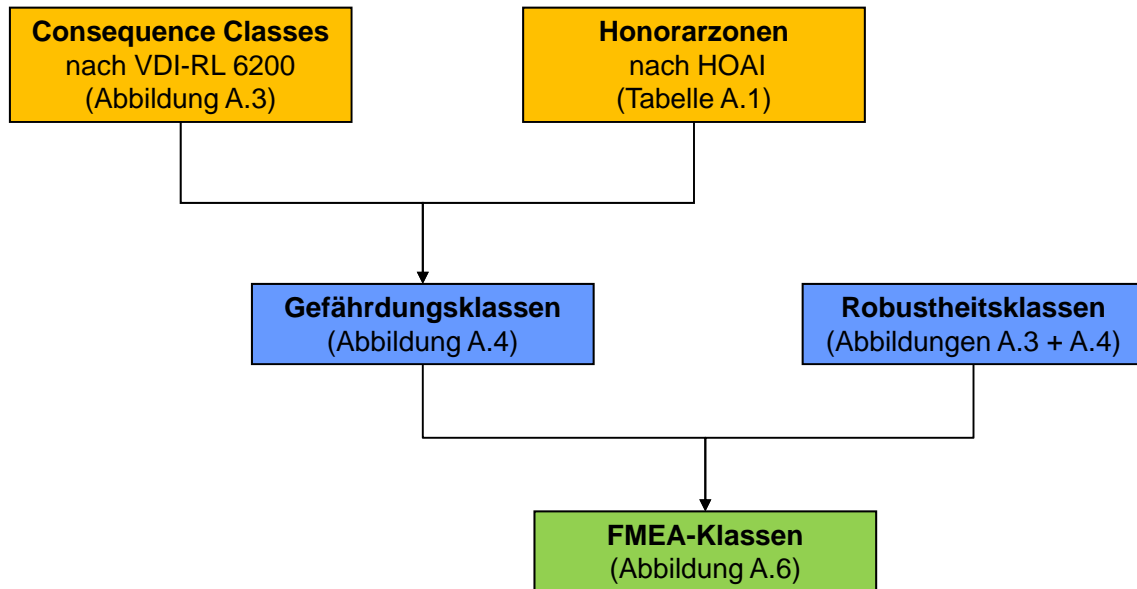 Consequence Classes
nach VDI-RL 6200
(Abbildung A.3)
Honorarzonen
nach HOAI
(Tabelle A.1)
Gefährdungsklassen
(Abbildung A.4)
Robustheitsklassen
(Abbildungen A.3 + A.4)
FMEA-Klassen
(Abbildung A.6)